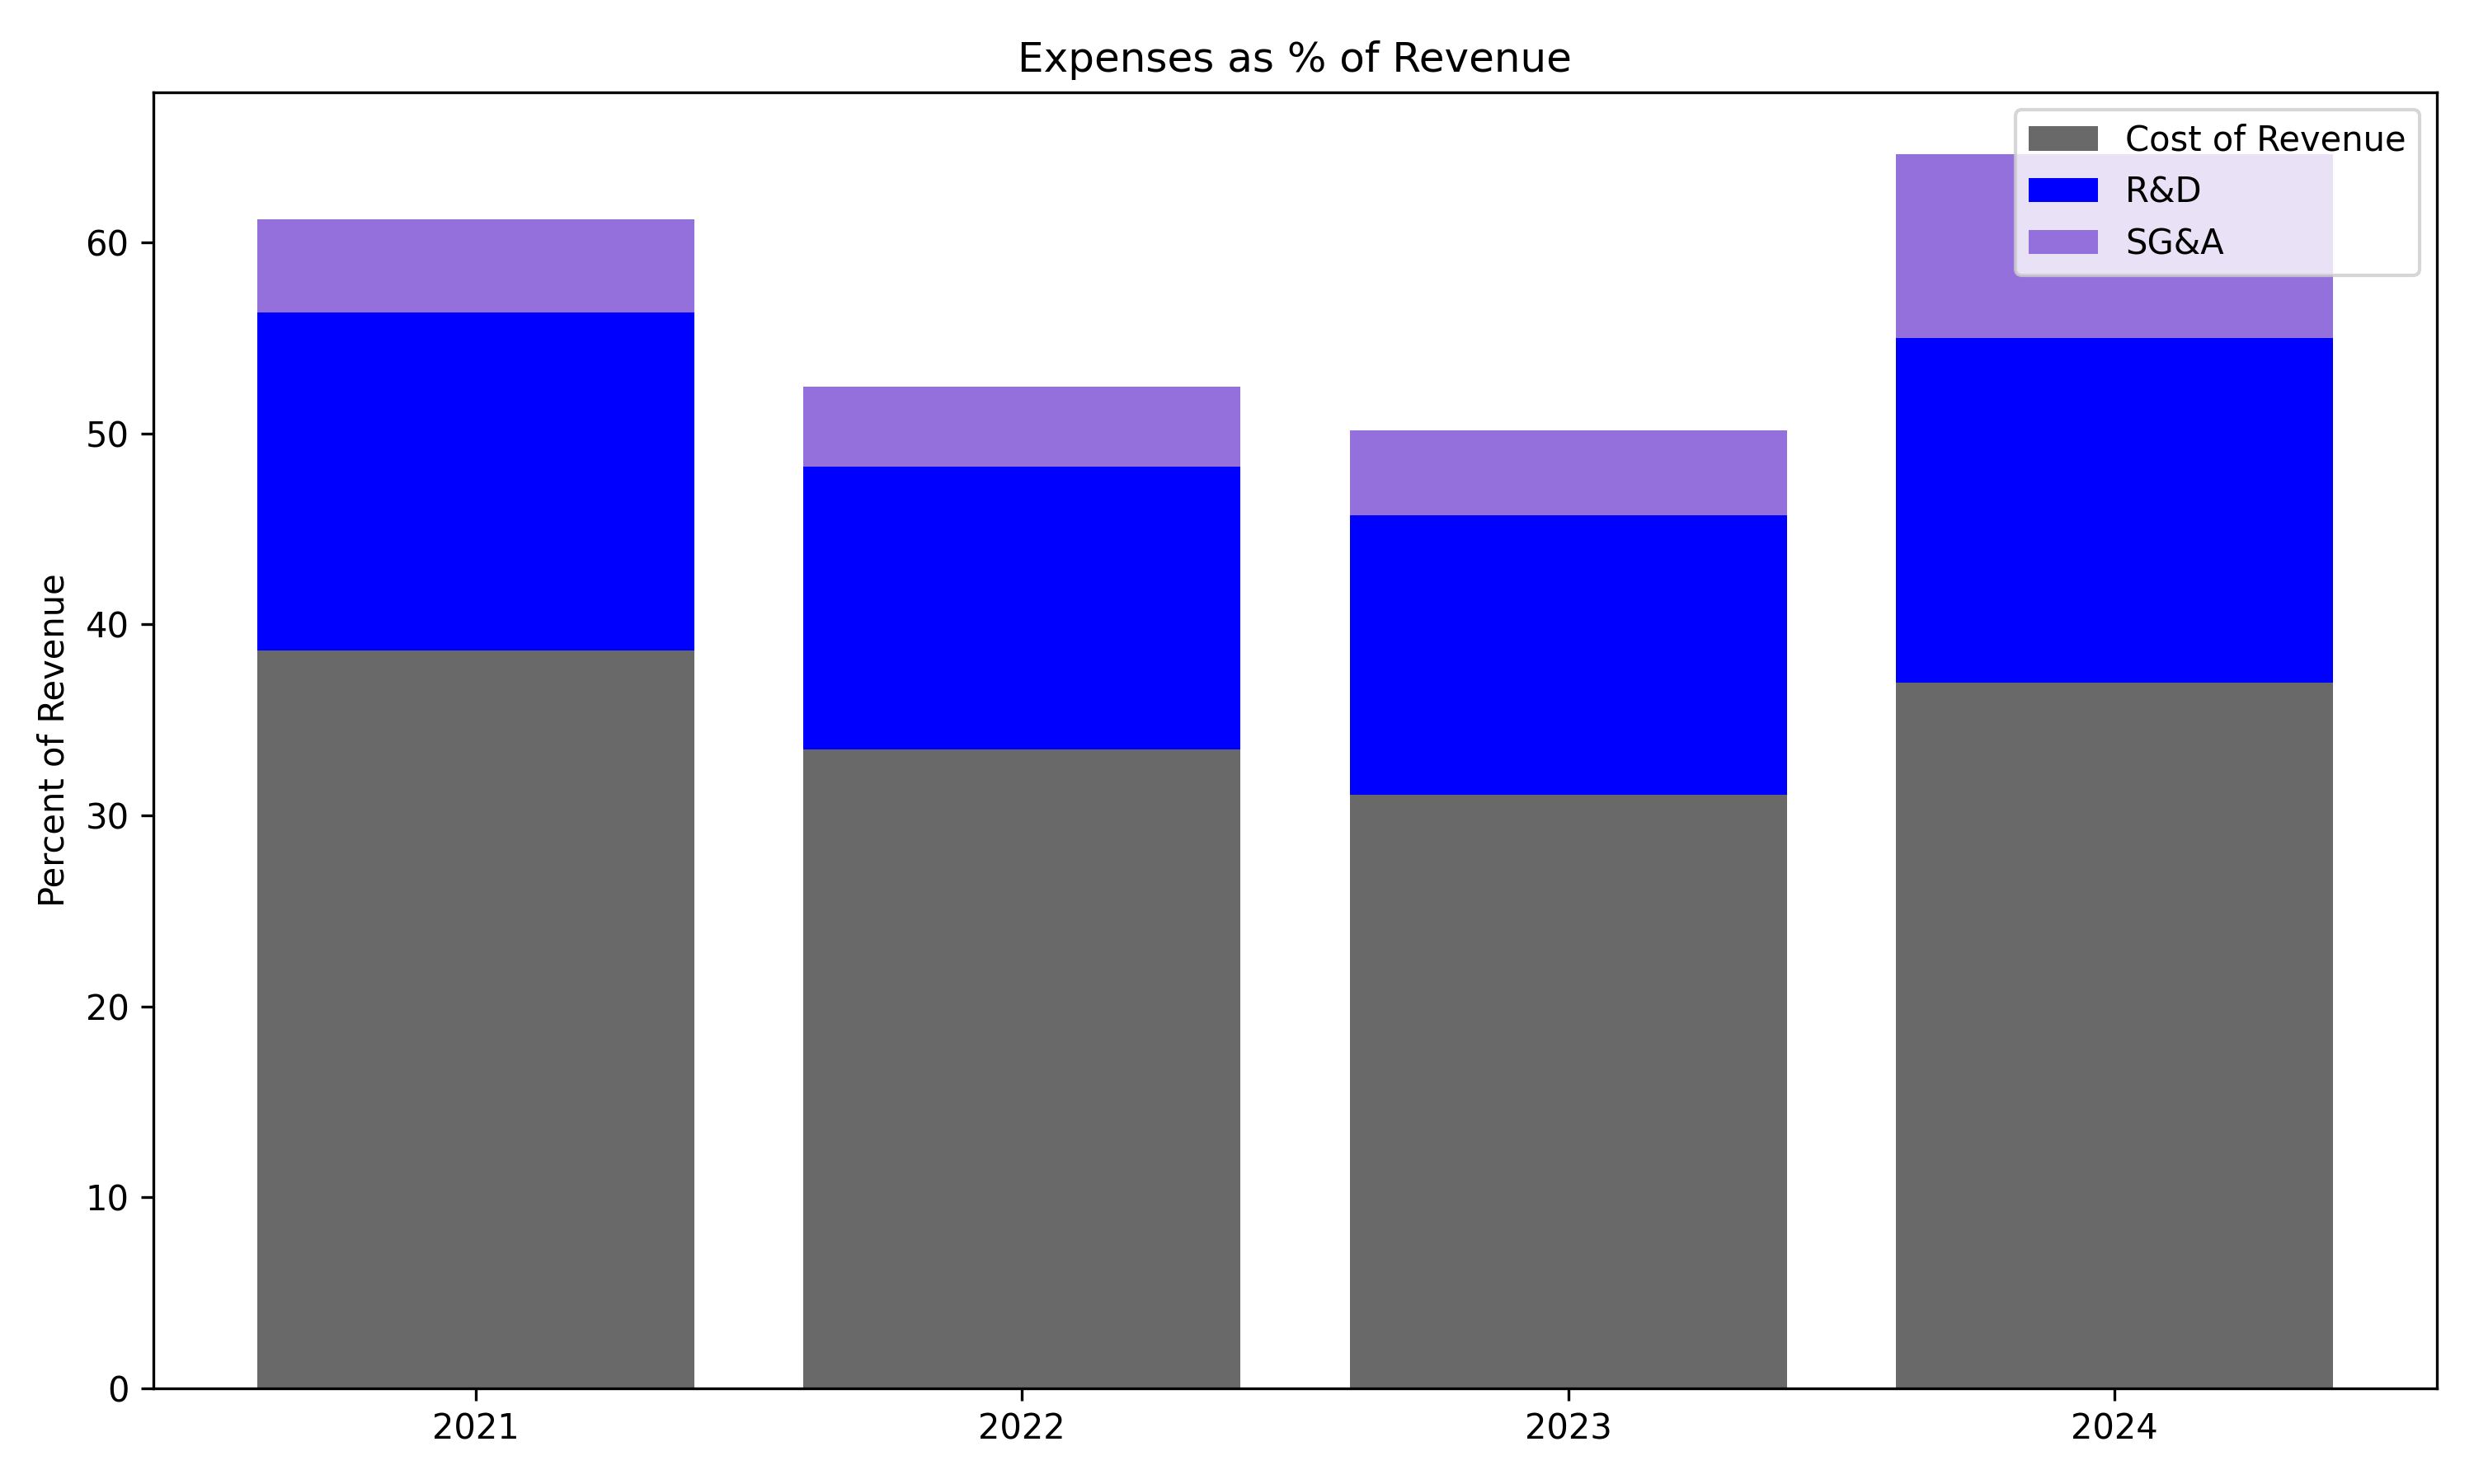 Expenses as % of Revenue
Cost of Revenue
R&D
SG&A
Percent of Revenue
60
50
40
30
20
10
0
2021
2022
2023
2024